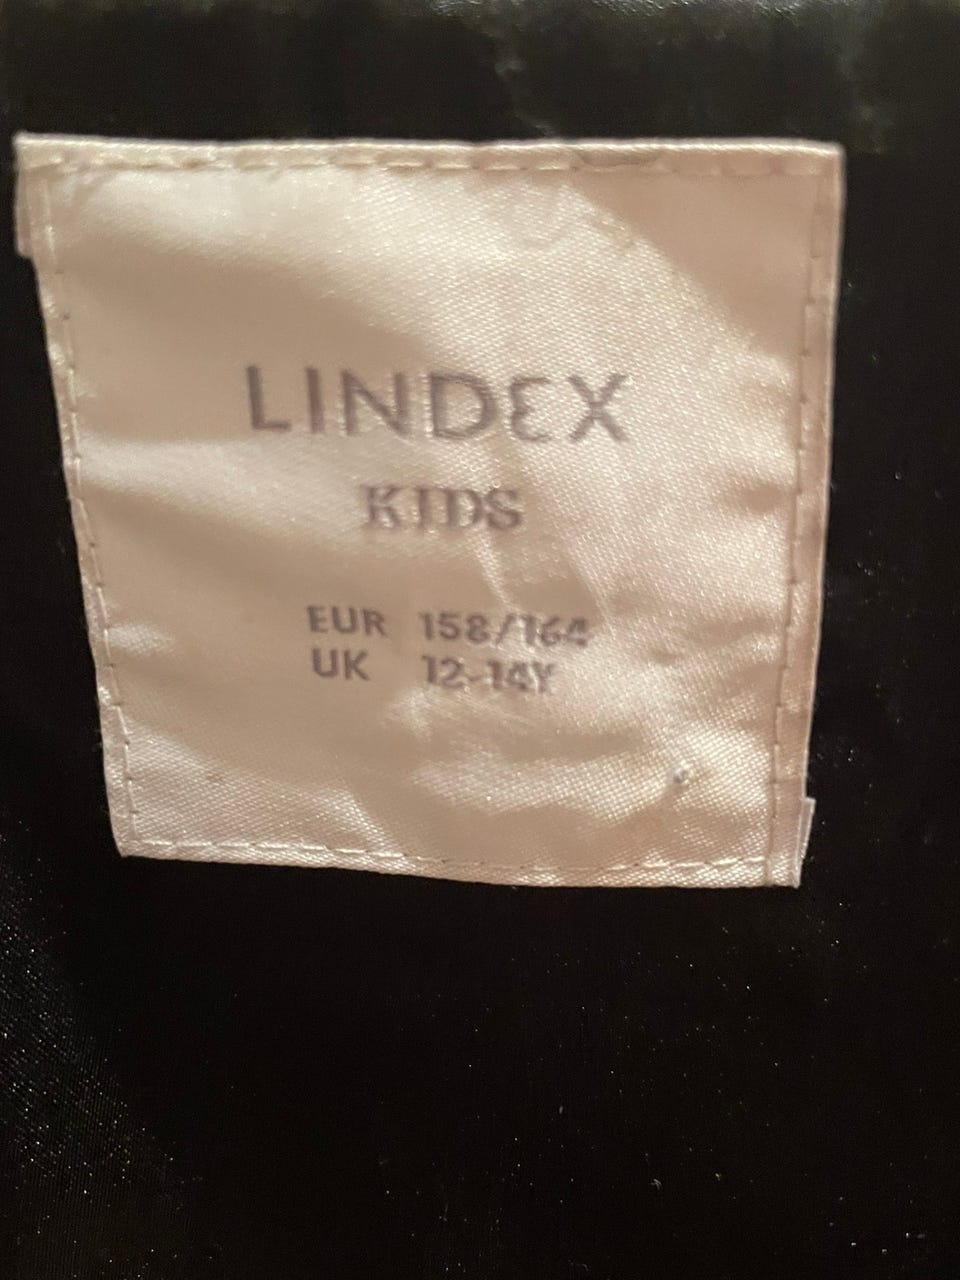 LINDEX
KIDS
EUR 158/164
UK 12-14Y